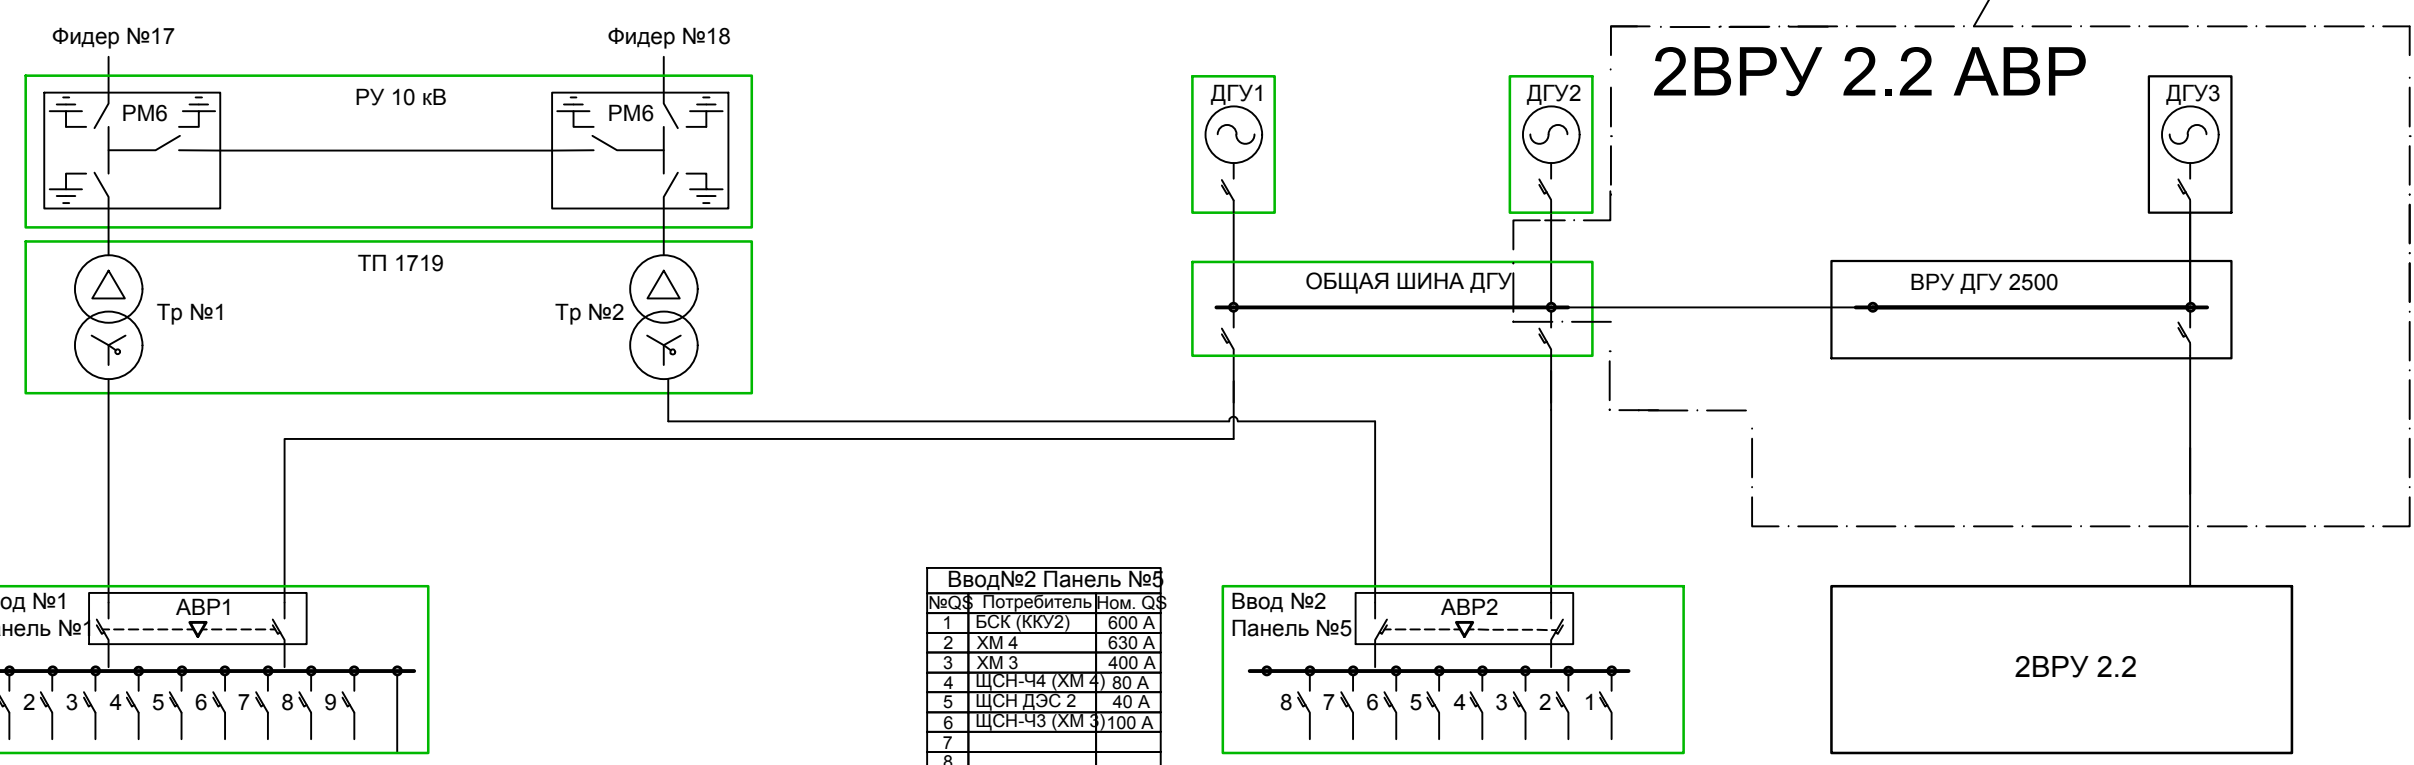 Фидер №17
Фидер №18
2ВРУ 2.2 АВР
РУ 10 кВ
РМ6
РМ6
ДГУ1
ДГУ2
ДГУ3
ТП 1719
Тр №1
Тр №2
ОБЩАЯ ШИНА ДГУ
ВРУ ДГУ 2500
од №1
нель №1
АВР1
2 3 4 5 6 7 8 9
Ввод№2 Панель №5
№QS Потребитель Ном. QS
1 БСК (ККУ2) 600 А
2 ХМ 4 630 А
3 ХМ 3 400 А
4 ЩСН-Ч4 (ХМ 4) 80 А
5 ЩСН ДЭС 2 40 А
6 ЩСН-Ч3 (ХМ 3) 100 А
7
8
Ввод №2
Панель №5
АВР2
8 7 6 5 4 3 2 1
2ВРУ 2.2